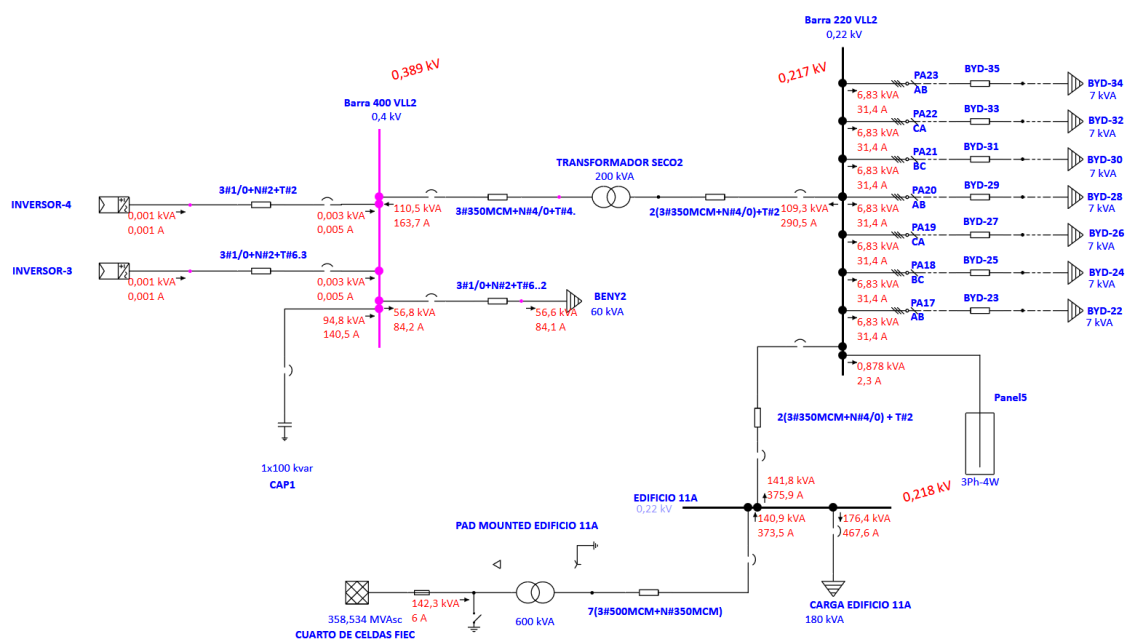 Barra 220 VLL2
0,22 kV
0,389 kV
0,217 kV
Barra 400 VLL2
0,4 kV
PA23
AB
BYD-35
BYD-34
7 kVA
6,83 kVA
31,4 A
PA22
CA
BYD-33
BYD-32
7 kVA
6,83 kVA
31,4 A
PA21
BC
BYD-31
BYD-30
7 kVA
6,83 kVA
31,4 A
TRANSFORMADOR SECO2
200 kVA
3#1/0+N#2+T#2
INVERSOR-4
0,001 kVA
0,001 A
0,003 kVA
0,005 A
110,5 kVA
163,7 A
3#350MCM+N#4/0+T#4.
2(3#350MCM+N#4/0)+T#2
109,3 kVA
290,5 A
PA20
AB
BYD-29
BYD-28
7 kVA
6,83 kVA
31,4 A
PA19
CA
BYD-27
BYD-26
7 kVA
6,83 kVA
31,4 A
3#1/0+N#2+T#6.3
INVERSOR-3
0,001 kVA
0,001 A
0,003 kVA
0,005 A
PA18
BC
BYD-25
BYD-24
7 kVA
6,83 kVA
31,4 A
3#1/0+N#2+T#6..2
BENY2
60 kVA
94,8 kVA
140,5 A
56,8 kVA
84,2 A
56,6 kVA
84,1 A
PA17
AB
BYD-23
BYD-22
7 kVA
6,83 kVA
31,4 A
0,878 kVA
2,3 A
Panel5
2(3#350MCM+N#4/0) + T#2
1x100 kvar
CAP1
3Ph-4W
141,8 kVA
375,9 A
0,218 kV
EDIFICIO 11A
0,22 kV
140,9 kVA
373,5 A
176,4 kVA
467,6 A
PAD MOUNTED EDIFICIO 11A
142,3 kVA
6 A
358,534 MVAsc
CUARTO DE CELDAS FIEC
600 kVA
7(3#500MCM+N#350MCM)
CARGA EDIFICIO 11A
180 kVA